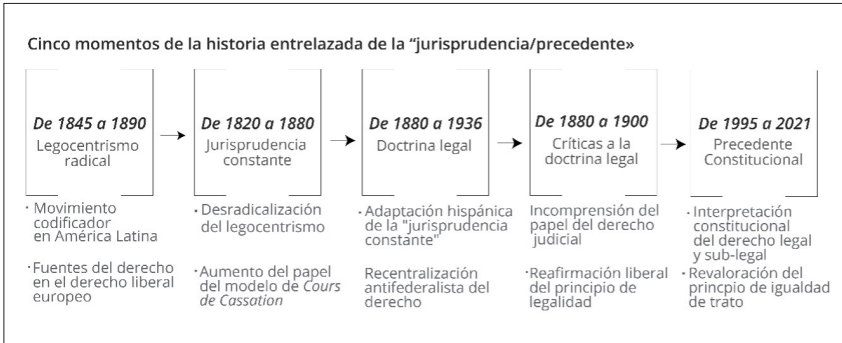 Cinco momentos de la historia entrelazada de la “jurisprudencia/precedente»
De 1845 a 1890
Legocentrismo
radical
De 1820 a 1880
Jurisprudencia
constante
De 1880 a 1936
Doctrina legal
De 1880 a 1900
Críticas a la
doctrina legal
De 1995 a 2021
Precedente
Constitucional
· Movimiento
codificador
en América Latina
· Fuentes del derecho
en el derecho liberal
europeo
· Desradicalización
del legocentrismo
· Aumento del papel
del modelo de Cours
de Cassation
· Adaptación hispánica
de la "jurisprudencia
constante"
Recentralización
antifederalista del
derecho
Incomprensión del
papel del derecho
judicial
· Reafirmación liberal
del principio de
legalidad
· Interpretación
constitucional
del derecho legal
y sub-legal
· Revaloración del
princpio de igualdad
de trato